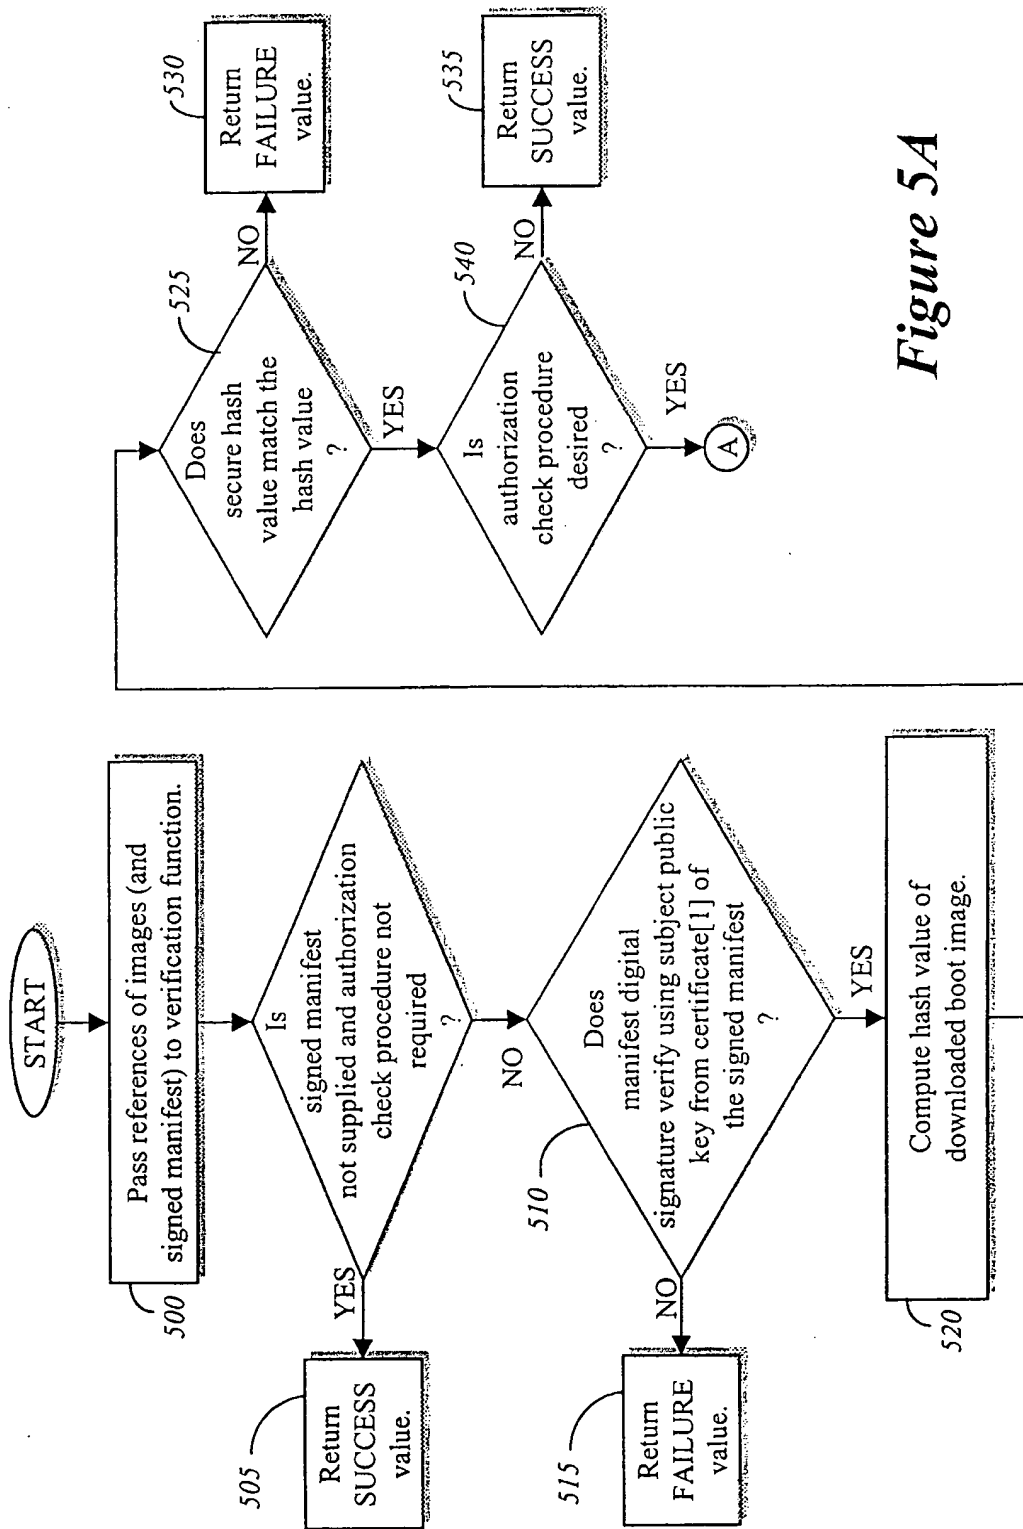 START
Pass references of images (and
signed manifest) to verification function.
500
Is
signed manifest
not supplied and authorization
check procedure not
required
?
YES
505
Return
SUCCESS
value.
NO
510
Does
manifest digital
signature verify using subject public
key from certificate[1] of
the signed manifest
?
NO
515
Return
FAILURE
value.
YES
Compute hash value of
downloaded boot image.
520
525
Does
secure hash
value match the
hash value
?
NO
530
Return
FAILURE
value.
YES
540
Is
authorization
check procedure
desired
?
NO
535
Return
SUCCESS
value.
YES
A
Figure 5A